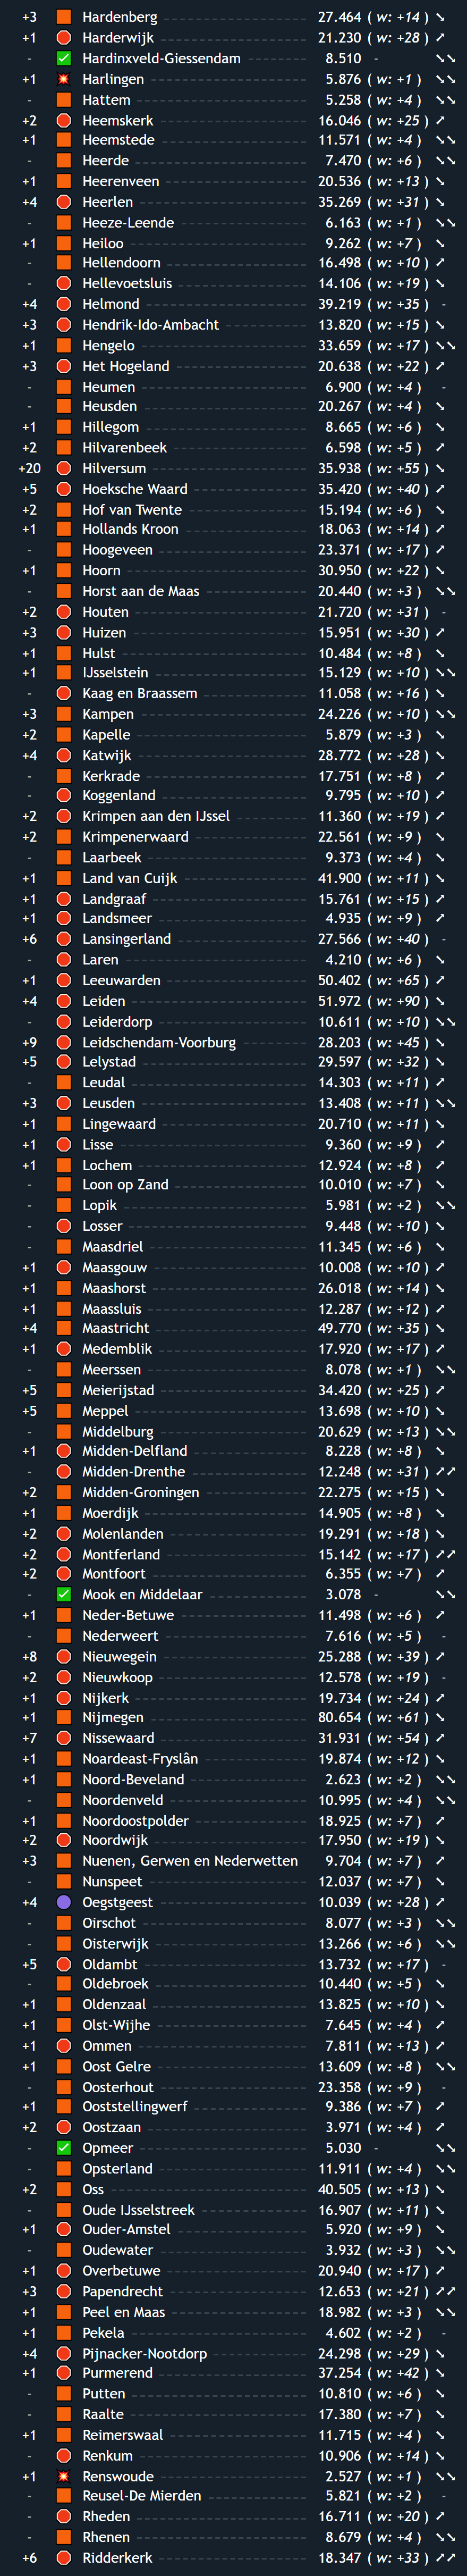 +3 Hardenberg 27.464 ( w: +14 ) ↘
+1 Harderwijk 21.230 ( w: +28 ) ↘
- Hardinxveld-Giessendam 8.510 - ↘↘
+1 Harlingen 5.876 ( w: +1 ) ↘↘
- Hattem 5.258 ( w: +4 ) ↘↘
+2 Heemskerk 16.046 ( w: +25 ) ↗
+1 Heemstede 11.571 ( w: +4 ) ↘↘
- Heerde 7.470 ( w: +6 ) ↘↘
+1 Heerenveen 20.536 ( w: +13 ) ↘
+4 Heerlen 35.269 ( w: +31 ) ↘
- Heeze-Leende 6.163 ( w: +1 ) ↘↘
+1 Heiloo 9.262 ( w: +7 ) ↘
- Hellendoorn 16.498 ( w: +10 ) ↗
- Hellevoetsluis 14.106 ( w: +19 ) ↘
+4 Helmond 39.219 ( w: +35 ) -
+3 Hendrik-Ido-Ambacht 13.820 ( w: +15 ) ↘
+1 Hengelo 33.659 ( w: +17 ) ↘↘
+3 Het Hogeland 20.638 ( w: +22 ) ↗
- Heumen 6.900 ( w: +4 ) -
- Heusden 20.267 ( w: +4 ) ↘
+1 Hillegom 8.665 ( w: +6 ) ↘
+2 Hilvarenbeek 6.598 ( w: +5 ) ↗
+20 Hilversum 35.938 ( w: +55 ) ↘
+5 Hoeksche Waard 35.420 ( w: +40 ) ↗
+2 Hof van Twente 15.194 ( w: +6 ) ↘
+1 Hollands Kroon 18.063 ( w: +14 ) ↗
- Hoogeveen 23.371 ( w: +17 ) ↗
+1 Hoorn 30.950 ( w: +22 ) ↘
- Horst aan de Maas 20.440 ( w: +3 ) ↘↘
+2 Houten 21.720 ( w: +31 ) -
+3 Huizen 15.951 ( w: +30 ) ↗
+1 Hulst 10.484 ( w: +8 ) ↘
+1 IJsselstein 15.129 ( w: +10 ) ↘↘
- Kaag en Braassem 11.058 ( w: +16 ) ↘
+3 Kampen 24.226 ( w: +10 ) ↘↘
+2 Kapelle 5.879 ( w: +3 ) ↘
+4 Katwijk 28.772 ( w: +28 ) ↗
- Kerkrade 17.751 ( w: +8 ) ↗
- Koggenland 9.795 ( w: +10 ) ↗
+2 Krimpen aan den IJssel 11.360 ( w: +19 ) ↗
+2 Krimpenerwaard 22.561 ( w: +9 ) ↘
- Laarbeek 9.373 ( w: +4 ) ↘
+1 Land van Cuijk 41.900 ( w: +11 ) ↘
+1 Landgraaf 15.761 ( w: +15 ) ↗
+1 Landsmeer 4.935 ( w: +9 ) ↗
+6 Lansingerland 27.566 ( w: +40 ) -
- Laren 4.210 ( w: +6 ) ↘
+1 Leeuwarden 50.402 ( w: +65 ) ↗
+4 Leiden 51.972 ( w: +90 ) ↘
- Leiderdorp 10.611 ( w: +10 ) ↘↘
+9 Leidschendam-Voorburg 28.203 ( w: +45 ) ↘
+5 Lelystad 29.597 ( w: +32 ) ↘
- Leudal 14.303 ( w: +11 ) ↗
+3 Leusden 13.408 ( w: +11 ) ↘↘
+1 Lingewaard 20.710 ( w: +11 ) ↘
+1 Lisse 9.360 ( w: +9 ) ↗
+1 Lochem 12.924 ( w: +8 ) ↗
- Loon op Zand 10.010 ( w: +7 ) ↘
- Lopik 5.981 ( w: +2 ) ↘↘
- Losser 9.448 ( w: +10 ) ↘
- Maasdriel 11.345 ( w: +6 ) ↘
+1 Maasgouw 10.008 ( w: +10 ) ↗
+1 Maashorst 26.018 ( w: +14 ) ↘
+1 Maassluis 12.287 ( w: +12 ) ↗
+4 Maastricht 49.770 ( w: +35 ) ↘
+1 Medemblik 17.920 ( w: +17 ) ↗
- Meerssen 8.078 ( w: +1 ) ↘↘
+5 Meierijstad 34.420 ( w: +25 ) ↗
+5 Meppel 13.698 ( w: +10 ) ↘
- Middelburg 20.629 ( w: +13 ) ↘↘
+1 Midden-Delfland 8.228 ( w: +8 ) ↘
- Midden-Drenthe 12.248 ( w: +31 ) ↗↗
+2 Midden-Groningen 22.275 ( w: +15 ) ↘
+1 Moerdijk 14.905 ( w: +8 ) ↘
+2 Molenlanden 19.291 ( w: +18 ) ↘
+2 Montferland 15.142 ( w: +17 ) ↗↗
+2 Montfoort 6.355 ( w: +7 ) ↗
- Mook en Middelaar 3.078 - ↘↘
+1 Neder-Betuwe 11.498 ( w: +6 ) ↗
- Nederweert 7.616 ( w: +5 ) -
+8 Nieuwegein 25.288 ( w: +39 ) ↗
+2 Nieuwkoop 12.578 ( w: +19 ) -
+1 Nijkerk 19.734 ( w: +24 ) ↗
+1 Nijmegen 80.654 ( w: +61 ) ↘
+7 Nissewaard 31.931 ( w: +54 ) ↗
+1 Noardeast-Fryslân 19.874 ( w: +12 ) ↘
+1 Noord-Beveland 2.623 ( w: +2 ) ↘↘
- Noordenveld 10.995 ( w: +4 ) ↘↘
+1 Noordoostpolder 18.925 ( w: +7 ) ↗
+2 Noordwijk 17.950 ( w: +19 ) ↘
+3 Nuenen, Gerwen en Nederwetten 9.704 ( w: +7 ) ↗
- Nunspeet 12.037 ( w: +7 ) ↘
+4 Oegstgeest 10.039 ( w: +28 ) ↗
- Oirschot 8.077 ( w: +3 ) ↘↘
- Oisterwijk 13.266 ( w: +6 ) ↘↘
+5 Oldambt 13.732 ( w: +17 ) -
- Oldebroek 10.440 ( w: +5 ) ↘
+1 Oldenzaal 13.825 ( w: +10 ) ↘
+1 Olst-Wijhe 7.645 ( w: +4 ) ↗
+1 Ommen 7.811 ( w: +13 ) ↗
+1 Oost Gelre 13.609 ( w: +8 ) ↘↘
- Oosterhout 23.358 ( w: +9 ) -
+1 Ooststellingwerf 9.386 ( w: +7 ) ↗
+2 Oostzaan 3.971 ( w: +4 ) ↗
- Opmeer 5.030 - ↘↘
- Opsterland 11.911 ( w: +4 ) ↘↘
+2 Oss 40.505 ( w: +13 ) ↘
- Oude IJsselstreek 16.907 ( w: +11 ) ↘
+1 Ouder-Amstel 5.920 ( w: +9 ) ↘
- Oudewater 3.932 ( w: +3 ) ↘↘
+1 Overbetuwe 20.940 ( w: +17 ) ↗
+3 Papendrecht 12.653 ( w: +21 ) ↗↗
+1 Peel en Maas 18.982 ( w: +3 ) ↘↘
+1 Pekela 4.602 ( w: +2 ) -
+4 Pijnacker-Nootdorp 24.298 ( w: +29 ) ↘
+1 Purmerend 37.254 ( w: +42 ) ↘
- Putten 10.810 ( w: +6 ) ↘
- Raalte 17.380 ( w: +7 ) ↘
+1 Reimerswaal 11.715 ( w: +4 ) ↘
- Renkum 10.906 ( w: +14 ) ↘
+1 Renswoude 2.527 ( w: +1 ) ↘↘
- Reusel-De Mierden 5.821 ( w: +2 ) -
- Rheden 16.711 ( w: +20 ) ↗
- Rhenen 8.679 ( w: +4 ) ↘↘
+6 Ridderkerk 18.347 ( w: +33 ) ↗↗